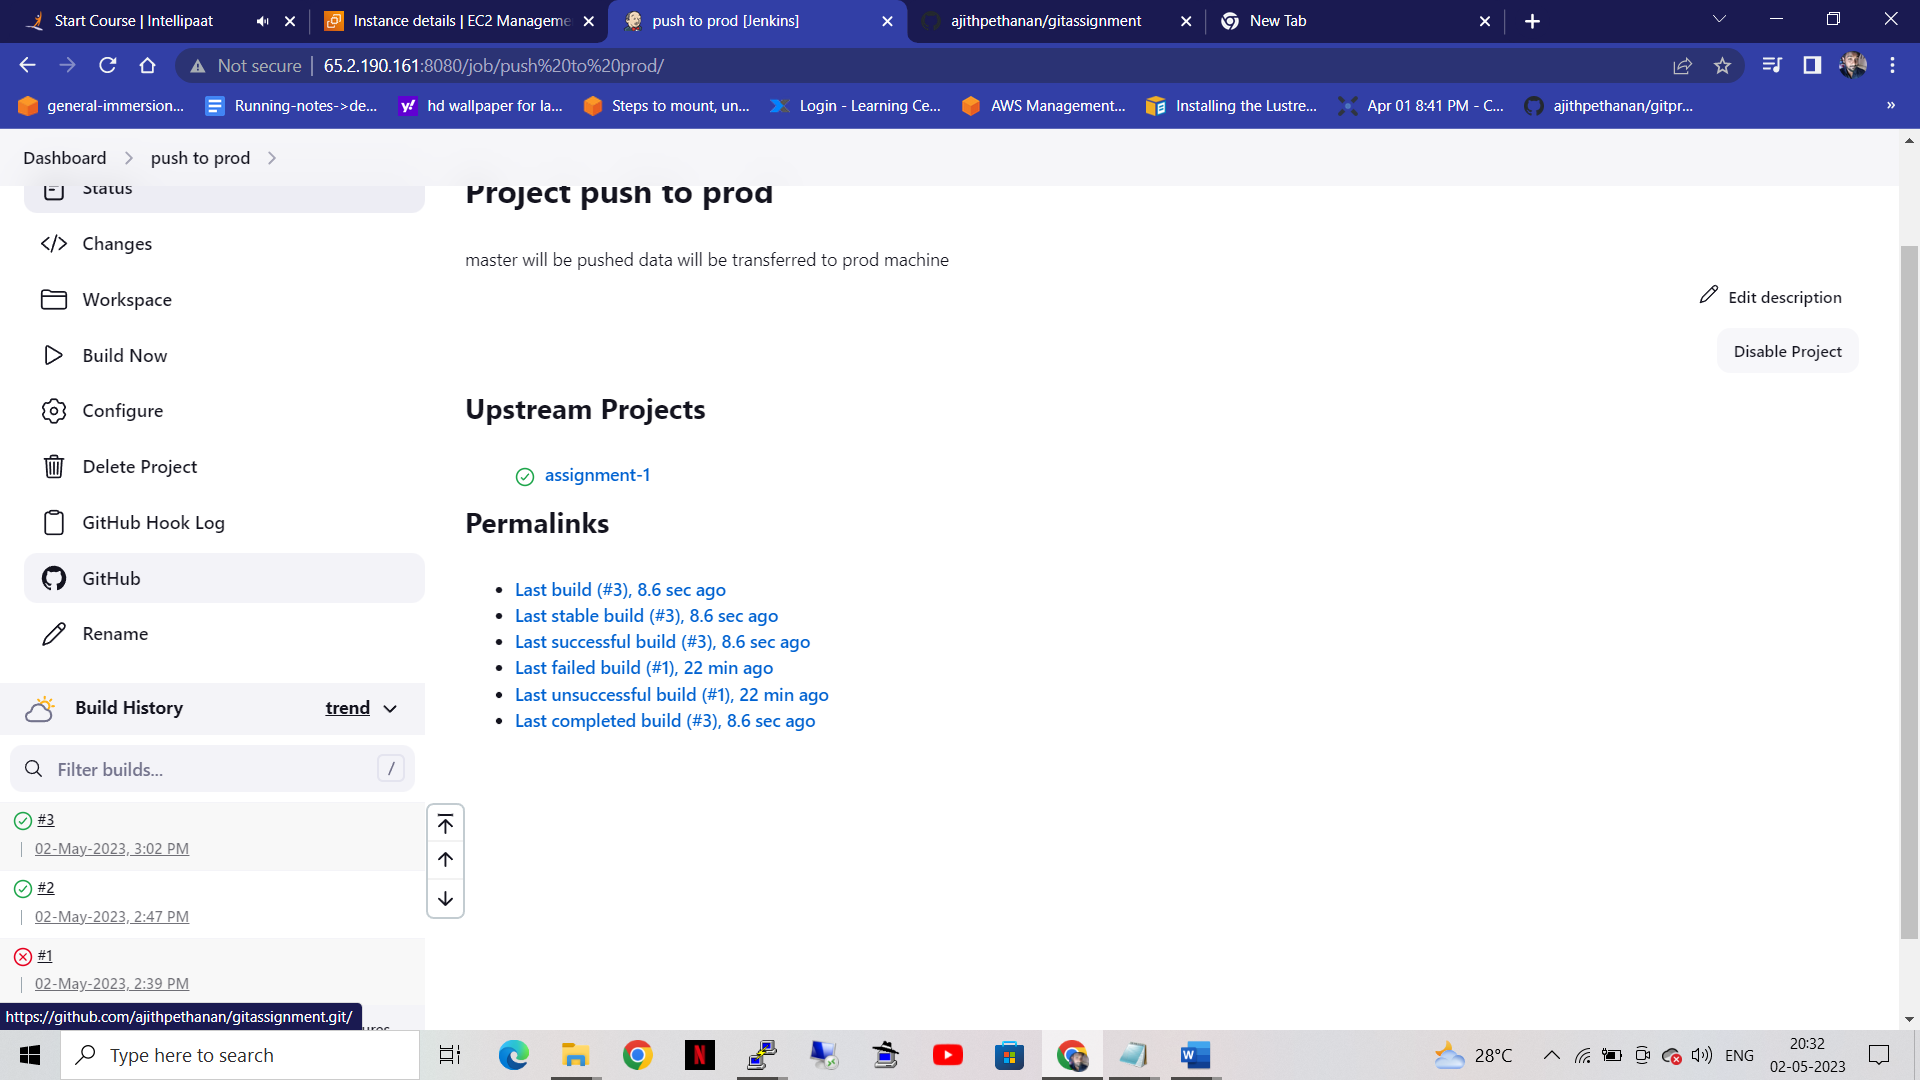 Start Course | Intellipaat
Instance details | EC2 Manageme
push to prod [Jenkins]
ajithpethanan/gitassignment
New Tab
Not secure
65.2.190.161:8080/job/push%20to%20prod/
general-immersion...
Running-notes->de...
hd wallpaper for la...
Steps to mount, un...
Login - Learning Ce...
AWS Management...
Installing the Lustre...
Apr 01 8:41 PM - C...
ajithpethanan/gitpr...
»
Dashboard
push to prod
Status
Changes
Workspace
Build Now
Configure
Delete Project
GitHub Hook Log
GitHub
Rename
Build History
trend
Filter builds...
/
#3
02-May-2023, 3:02 PM
#2
02-May-2023, 2:47 PM
#1
02-May-2023, 2:39 PM
https://github.com/ajithpethanan/gitassignment.git/
Project push to prod
master will be pushed data will be transferred to prod machine
Edit description
Disable Project
Upstream Projects
assignment-1
Permalinks
• Last build (#3), 8.6 sec ago
• Last stable build (#3), 8.6 sec ago
• Last successful build (#3), 8.6 sec ago
• Last failed build (#1), 22 min ago
• Last unsuccessful build (#1), 22 min ago
• Last completed build (#3), 8.6 sec ago
Type here to search
28°C
ENG
20:32
02-05-2023